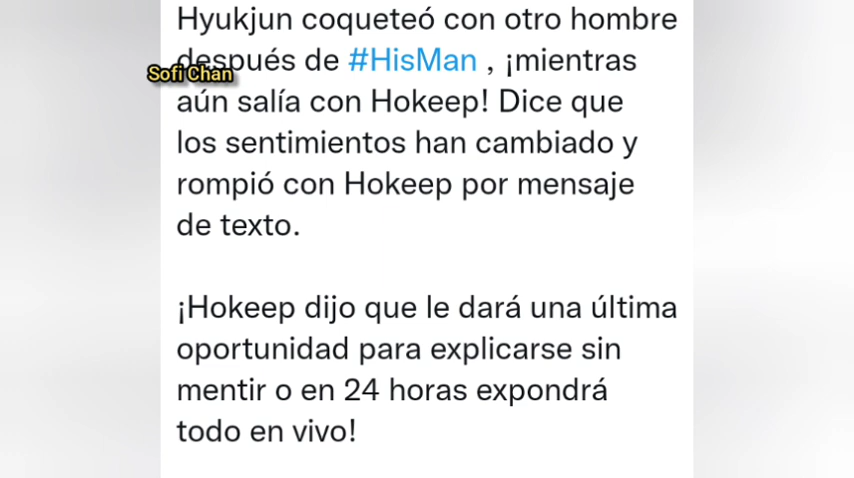 Hyukjun coqueteó con otro hombre
después de #HisMan , ¡mientras
Sofi Chan
aún salía con Hokeep! Dice que
los sentimientos han cambiado y
rompió con Hokeep por mensaje
de texto.
¡Hokeep dijo que le dará una última
oportunidad para explicarse sin
mentir o en 24 horas expondrá
todo en vivo!